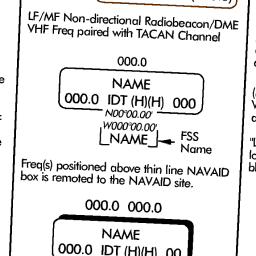 LF/MF Non-directional Radiobeacon/DME
VHF Freq paired with TACAN Channel
000.0
NAME
000.0 IDT (H)(H) 000
N00°00.00'
W000°00.00'
NAME
FSS
Name
Freq(s) positioned above thin line NAVAID
box is remoted to the NAVAID site.
000.0 000.0
NAME
000.0 IDT (H)(H) 00